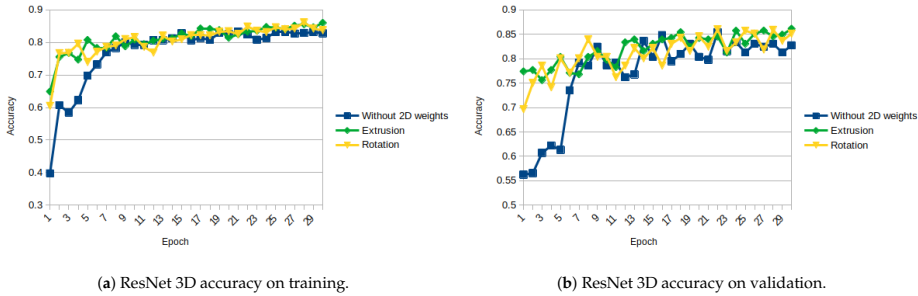 0.9
0.8
0.7
0.6
0.5
0.4
0.3
Accuracy
1 3 5 7 9 11 13 15 17 19 21 23 25 27 29
Epoch
Without 2D weights
Extrusion
Rotation
(a) ResNet 3D accuracy on training.
0.9
0.85
0.8
0.75
0.7
0.65
0.6
0.55
0.5
Accuracy
1 3 5 7 9 11 13 15 17 19 21 23 25 27 29
Epoch
Without 2D weights
Extrusion
Rotation
(b) ResNet 3D accuracy on validation.